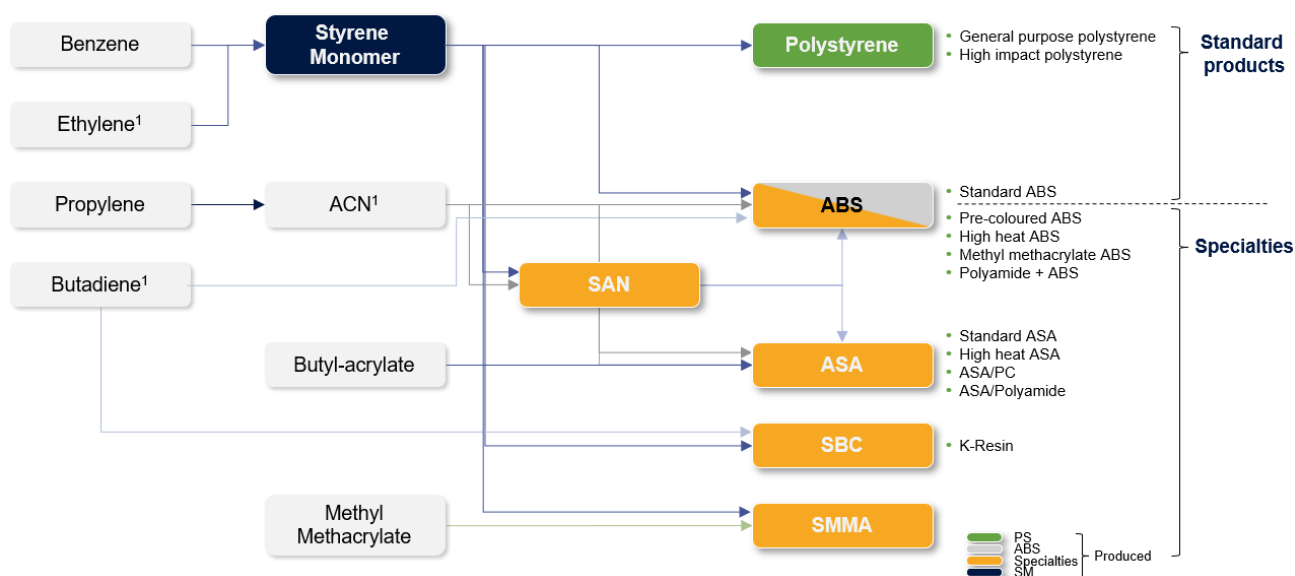 Benzene
Styrene
Monomer
Polystyrene
• General purpose polystyrene
• High impact polystyrene
Standard
products
Ethylene¹
Propylene
ACN¹
ABS
• Standard ABS
• Pre-coloured ABS
• High heat ABS
• Methyl methacrylate ABS
• Polyamide + ABS
Specialties
Butadiene¹
SAN
Butyl-acrylate
ASA
• Standard ASA
• High heat ASA
• ASA/PC
• ASA/Polyamide
SBC
• K-Resin
Methyl
Methacrylate
SMMA
PS
ABS
Specialties
SM
Produced